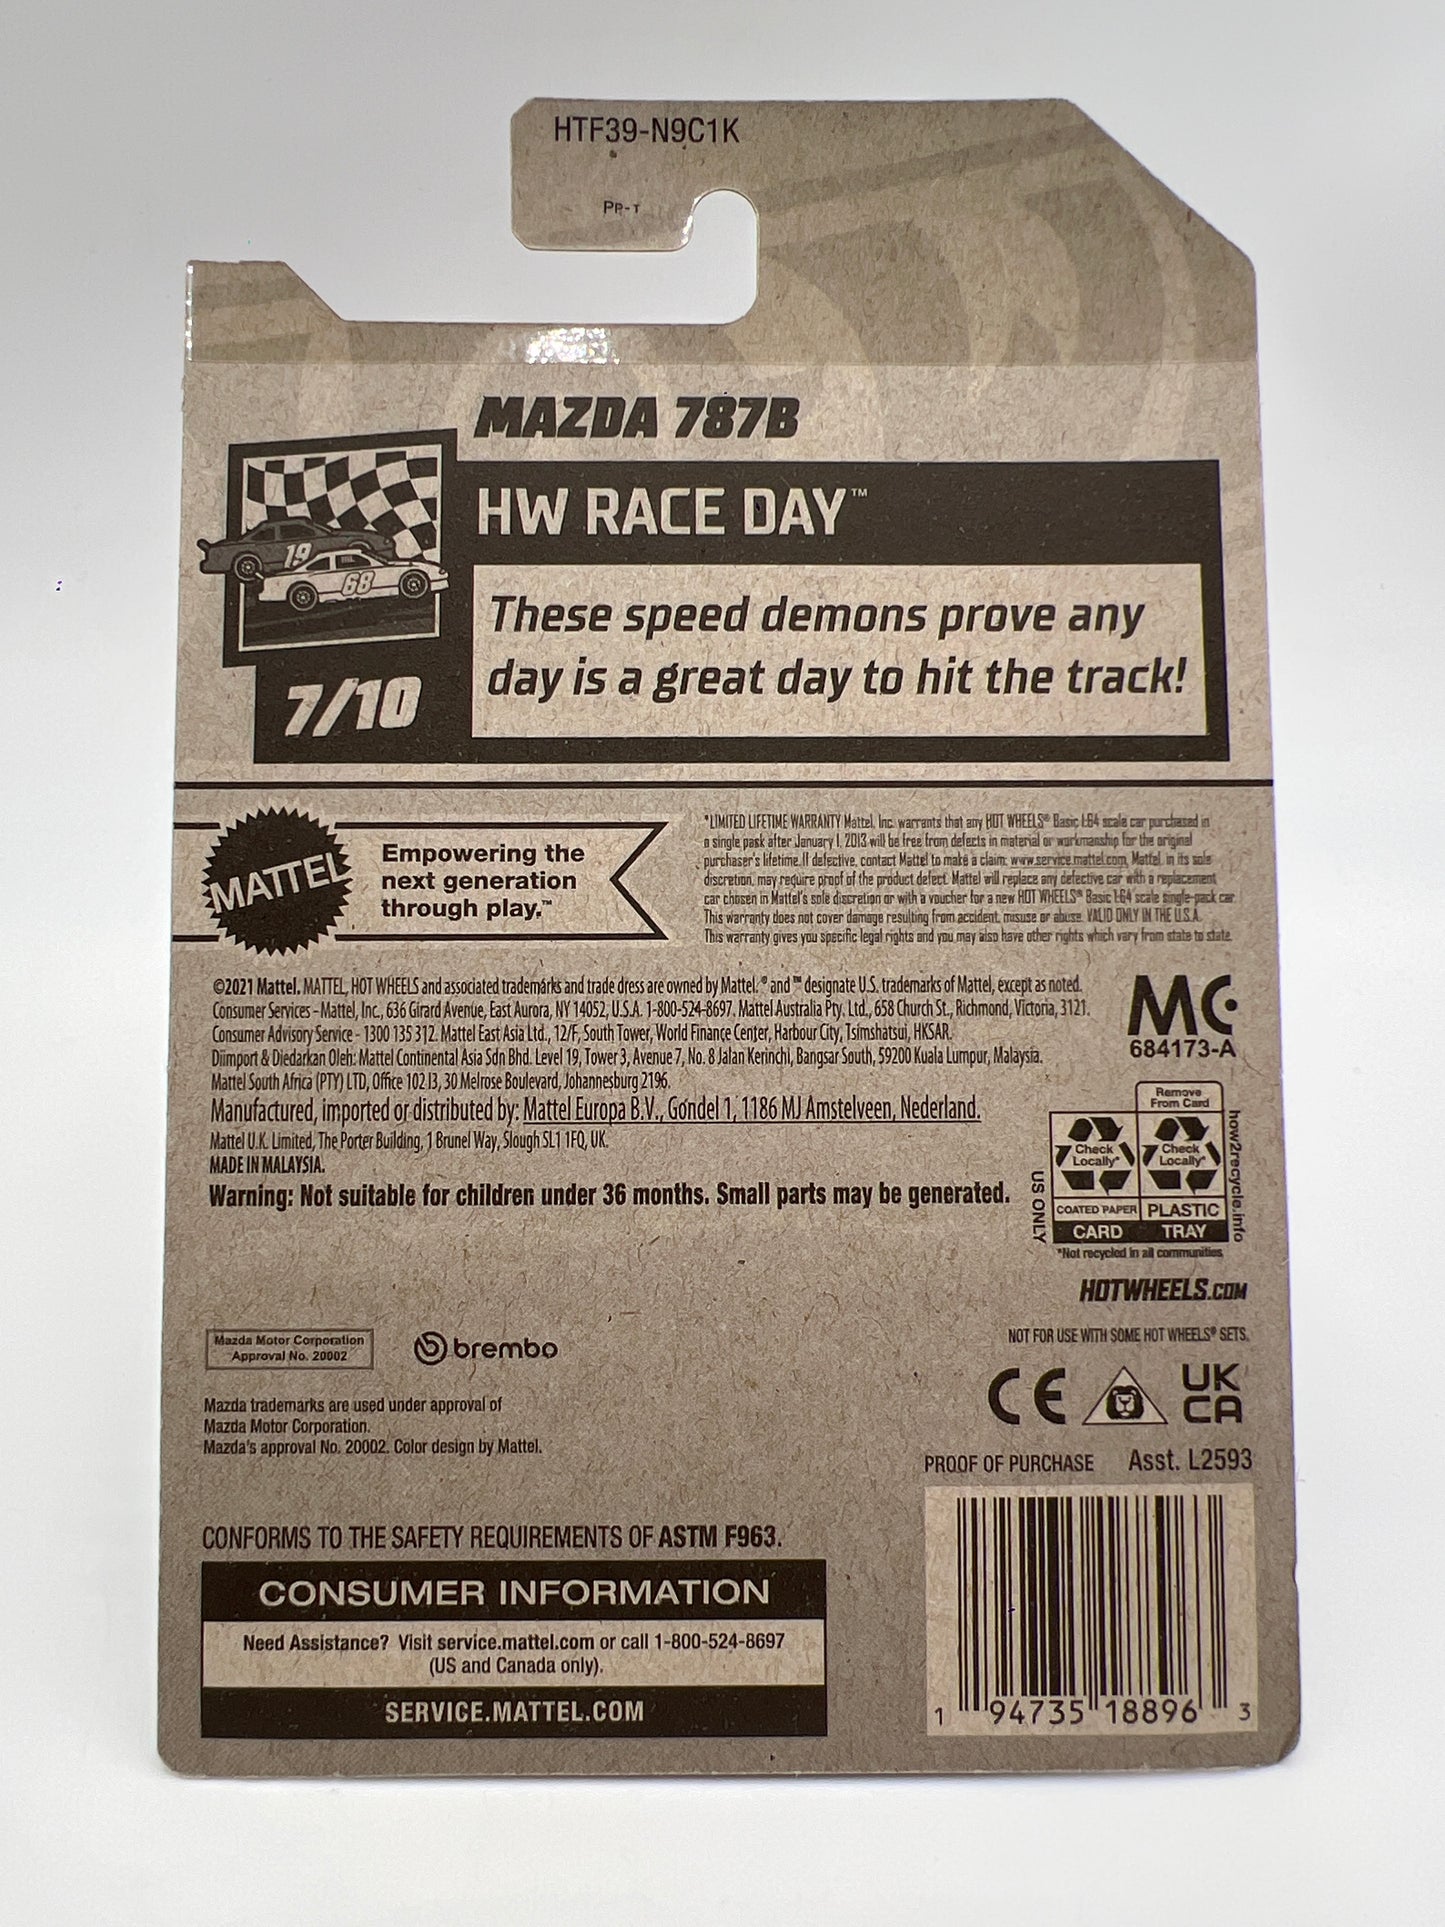 HTF39-N9C1K
PP-T
MAZDA 787B
HW RACE DAY™
19
68
These speed demons prove any
day is a great day to hit the track!
7/10
MATTEL
Empowering the
next generation
through play.™
*LIMITED LIFETIME WARRANTY Mattel, Inc. warrants that any HOT WHEELS® Basic 1:64 scale car purchased in
a single pask after January 1, 2013 will be free from defects in material or workmanship for the original
purchaser's lifetime. If defective, contact Mattel to make a claim: www.service.mattel.com. Mattel, in its sole
discretion, may require proof of the product defect. Mattel will replace any defective car with a replacement
car chosen in Mattel's sole discretion or with a voucher for a new HOT WHEELS® Basic 1:64 scale single-pack car.
This warranty does not cover damage resulting from accident, misuse or abuse. VALID ONLY IN THE U.S.A.
This warranty gives you specific legal rights and you may also have other rights which vary from state to state.
©2021 Mattel. MATTEL, HOT WHEELS and associated trademarks and trade dress are owned by Mattel. ® and ™ designate U.S. trademarks of Mattel, except as noted.
Consumer Services - Mattel, Inc., 636 Girard Avenue, East Aurora, NY 14052, U.S.A. 1-800-524-8697. Mattel Australia Pty. Ltd., 658 Church St., Richmond, Victoria, 3121.
Consumer Advisory Service - 1300 135 312. Mattel East Asia Ltd., 12/F, South Tower, World Finance Center, Harbour City, Tsimshatsui, HKSAR.
Diimport & Diedarkan Oleh: Mattel Continental Asia Sdn Bhd. Level 19, Tower 3, Avenue 7, No. 8 Jalan Kerinchi, Bangsar South, 59200 Kuala Lumpur, Malaysia.
Mattel South Africa (PTY) LTD, Office 102 I3, 30 Melrose Boulevard, Johannesburg 2196.
Manufactured, imported or distributed by: Mattel Europa B.V., Gondel 1, 1186 MJ Amstelveen, Nederland.
Mattel U.K. Limited, The Porter Building, 1 Brunel Way, Slough SL1 1FQ, UK.
MADE IN MALAYSIA.
Warning: Not suitable for children under 36 months. Small parts may be generated.
MC
684173-A
Remove
From Card
Check
Locally*
Check
Locally*
COATED PAPER
PLASTIC
CARD
TRAY
US ONLY
how2recycle.info
*Not recycled in all communities
HOTWHEELS.COM
NOT FOR USE WITH SOME HOT WHEELS® SETS.
Mazda Motor Corporation
Approval No. 20002
brembo
CE
UK
CA
Mazda trademarks are used under approval of
Mazda Motor Corporation.
Mazda's approval No. 20002. Color design by Mattel.
PROOF OF PURCHASE Asst. L2593
CONFORMS TO THE SAFETY REQUIREMENTS OF ASTM F963.
CONSUMER INFORMATION
Need Assistance? Visit service.mattel.com or call 1-800-524-8697
(US and Canada only).
SERVICE.MATTEL.COM
1 94735 18896 3